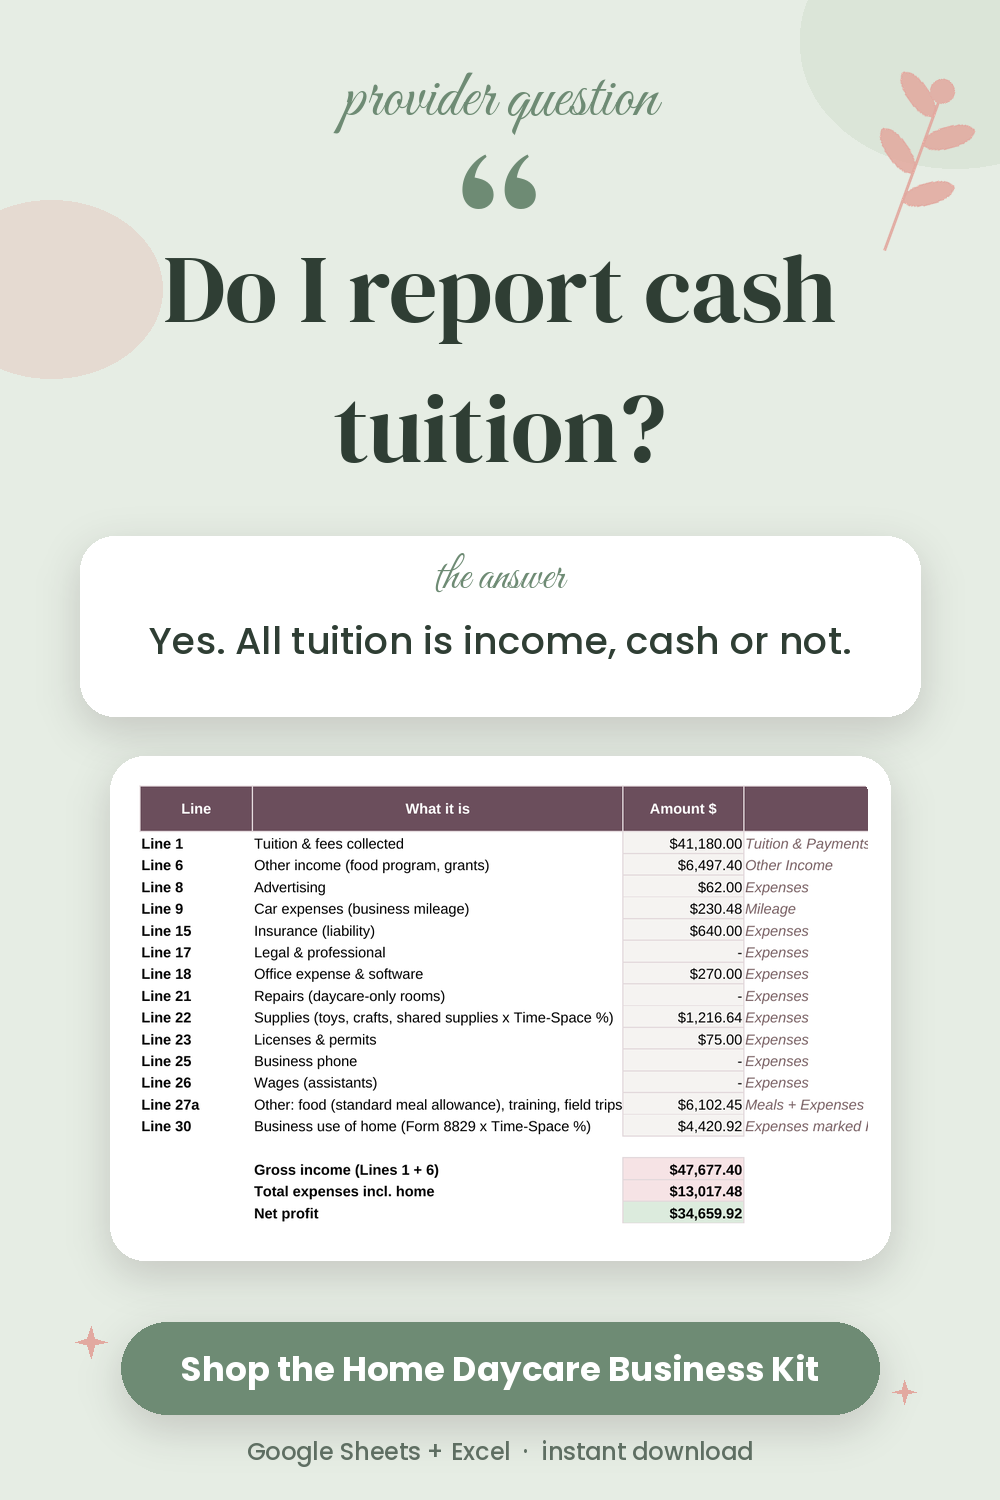 provider question
“
Do I report cash
tuition?
the answer
Yes. All tuition is income, cash or not.
Line What it is Amount $
Line 1 Tuition & fees collected $41,180.00 Tuition & Payments
Line 6 Other income (food program, grants) $6,497.40 Other Income
Line 8 Advertising $62.00 Expenses
Line 9 Car expenses (business mileage) $230.48 Mileage
Line 15 Insurance (liability) $640.00 Expenses
Line 17 Legal & professional - Expenses
Line 18 Office expense & software $270.00 Expenses
Line 21 Repairs (daycare-only rooms) - Expenses
Line 22 Supplies (toys, crafts, shared supplies x Time-Space %) $1,216.64 Expenses
Line 23 Licenses & permits $75.00 Expenses
Line 25 Business phone - Expenses
Line 26 Wages (assistants) - Expenses
Line 27a Other: food (standard meal allowance), training, field trips $6,102.45 Meals + Expenses
Line 30 Business use of home (Form 8829 x Time-Space %) $4,420.92 Expenses marked
Gross income (Lines 1 + 6) $47,677.40
Total expenses incl. home $13,017.48
Net profit $34,659.92
Shop the Home Daycare Business Kit
Google Sheets + Excel · instant download